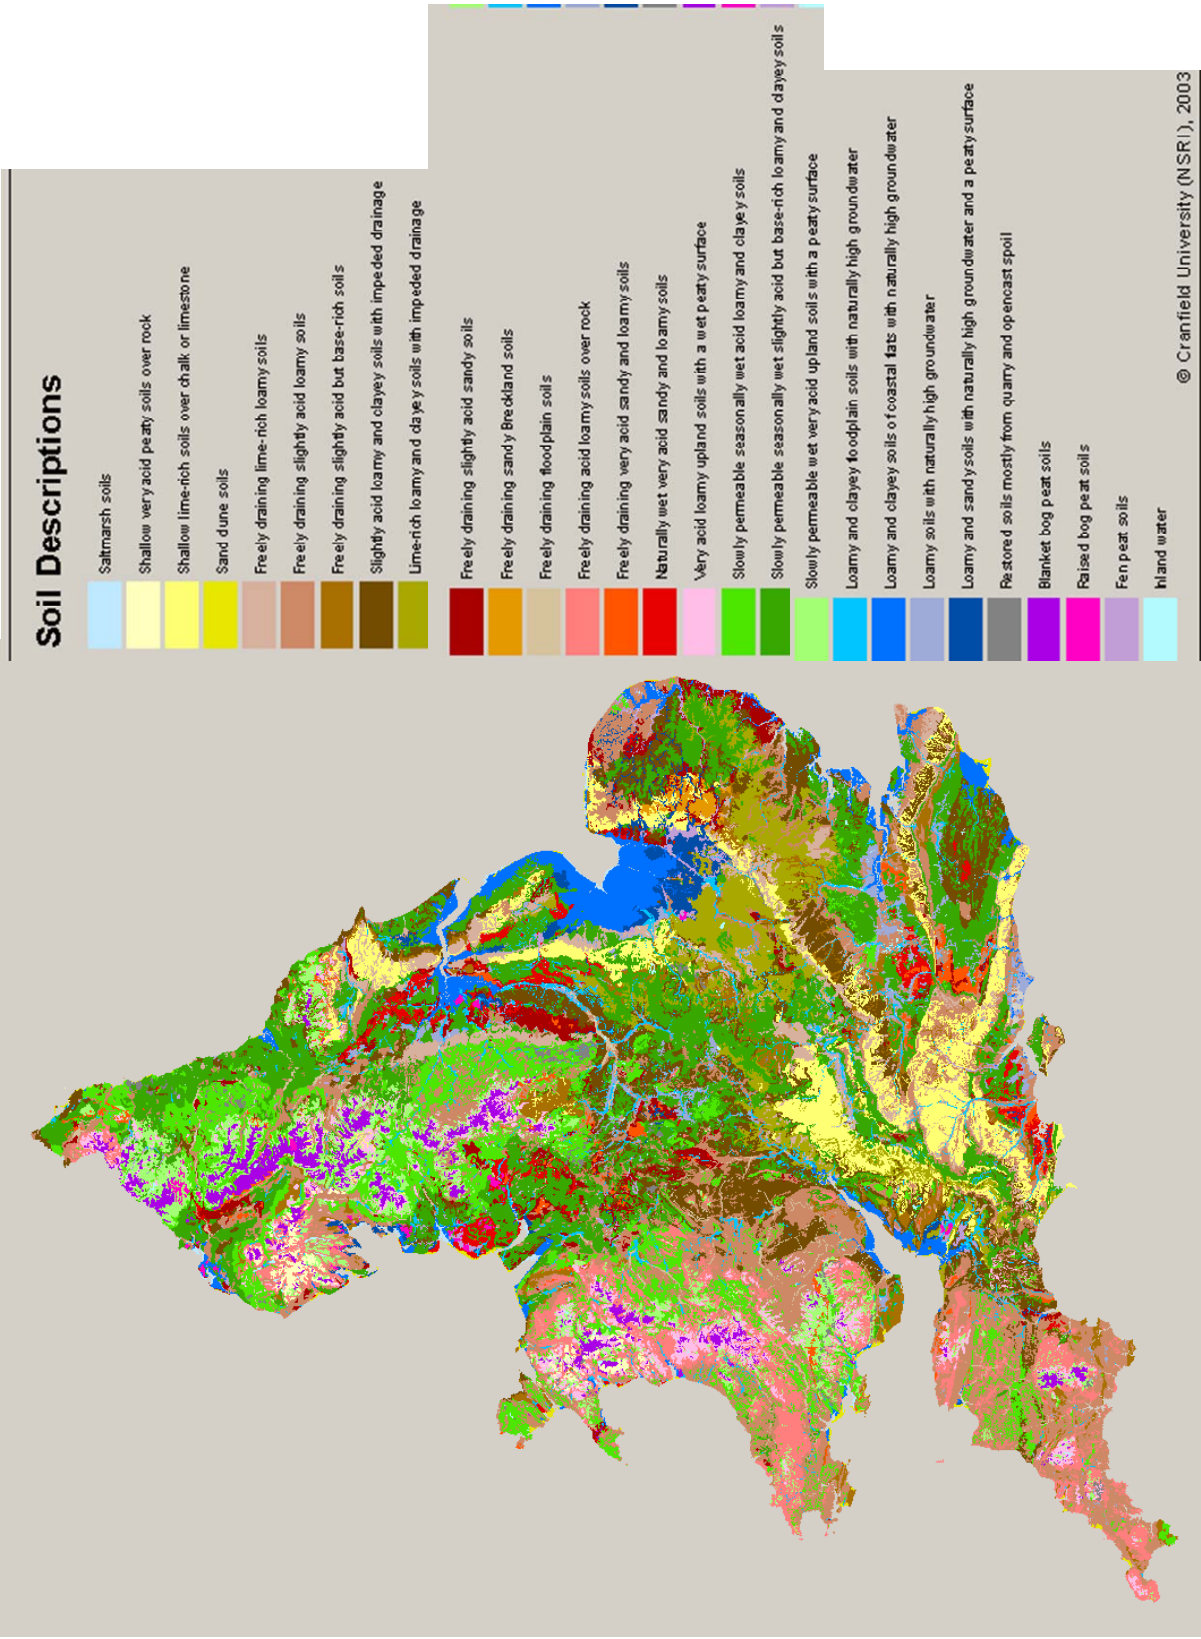 Soil Descriptions
Saltmarsh soils
Shallow very acid peaty soils over rock
Shallow lime-rich soils over chalk or limestone
Sand dune soils
Freely draining lime-rich loamy soils
Freely draining slightly acid loamy soils
Freely draining slightly acid but base-rich soils
Slightly acid loamy and clayey soils with impeded drainage
Lime-rich loamy and clayey soils with impeded drainage
Freely draining slightly acid sandy soils
Freely draining sandy Breckland soils
Freely draining floodplain soils
Freely draining acid loamy soils over rock
Freely draining very acid sandy and loamy soils
Naturally wet very acid sandy and loamy soils
Very acid loamy upland soils with a wet peaty surface
Slowly permeable seasonally wet acid loamy and clayey soils
Slowly permeable seasonally wet slightly acid but base-rich loamy and clayey soils
Slowly permeable wet very acid upland soils with a peaty surface
Loamy and clayey floodplain soils with naturally high groundwater
Loamy and clayey soils of coastal flats with naturally high groundwater
Loamy soils with naturally high groundwater
Loamy and sandy soils with naturally high groundwater and a peaty surface
Restored soils mostly from quarry and opencast spoil
Blanket bog peat soils
Raised bog peat soils
Fen peat soils
Inland water
© Cranfield University (NSRI), 2003